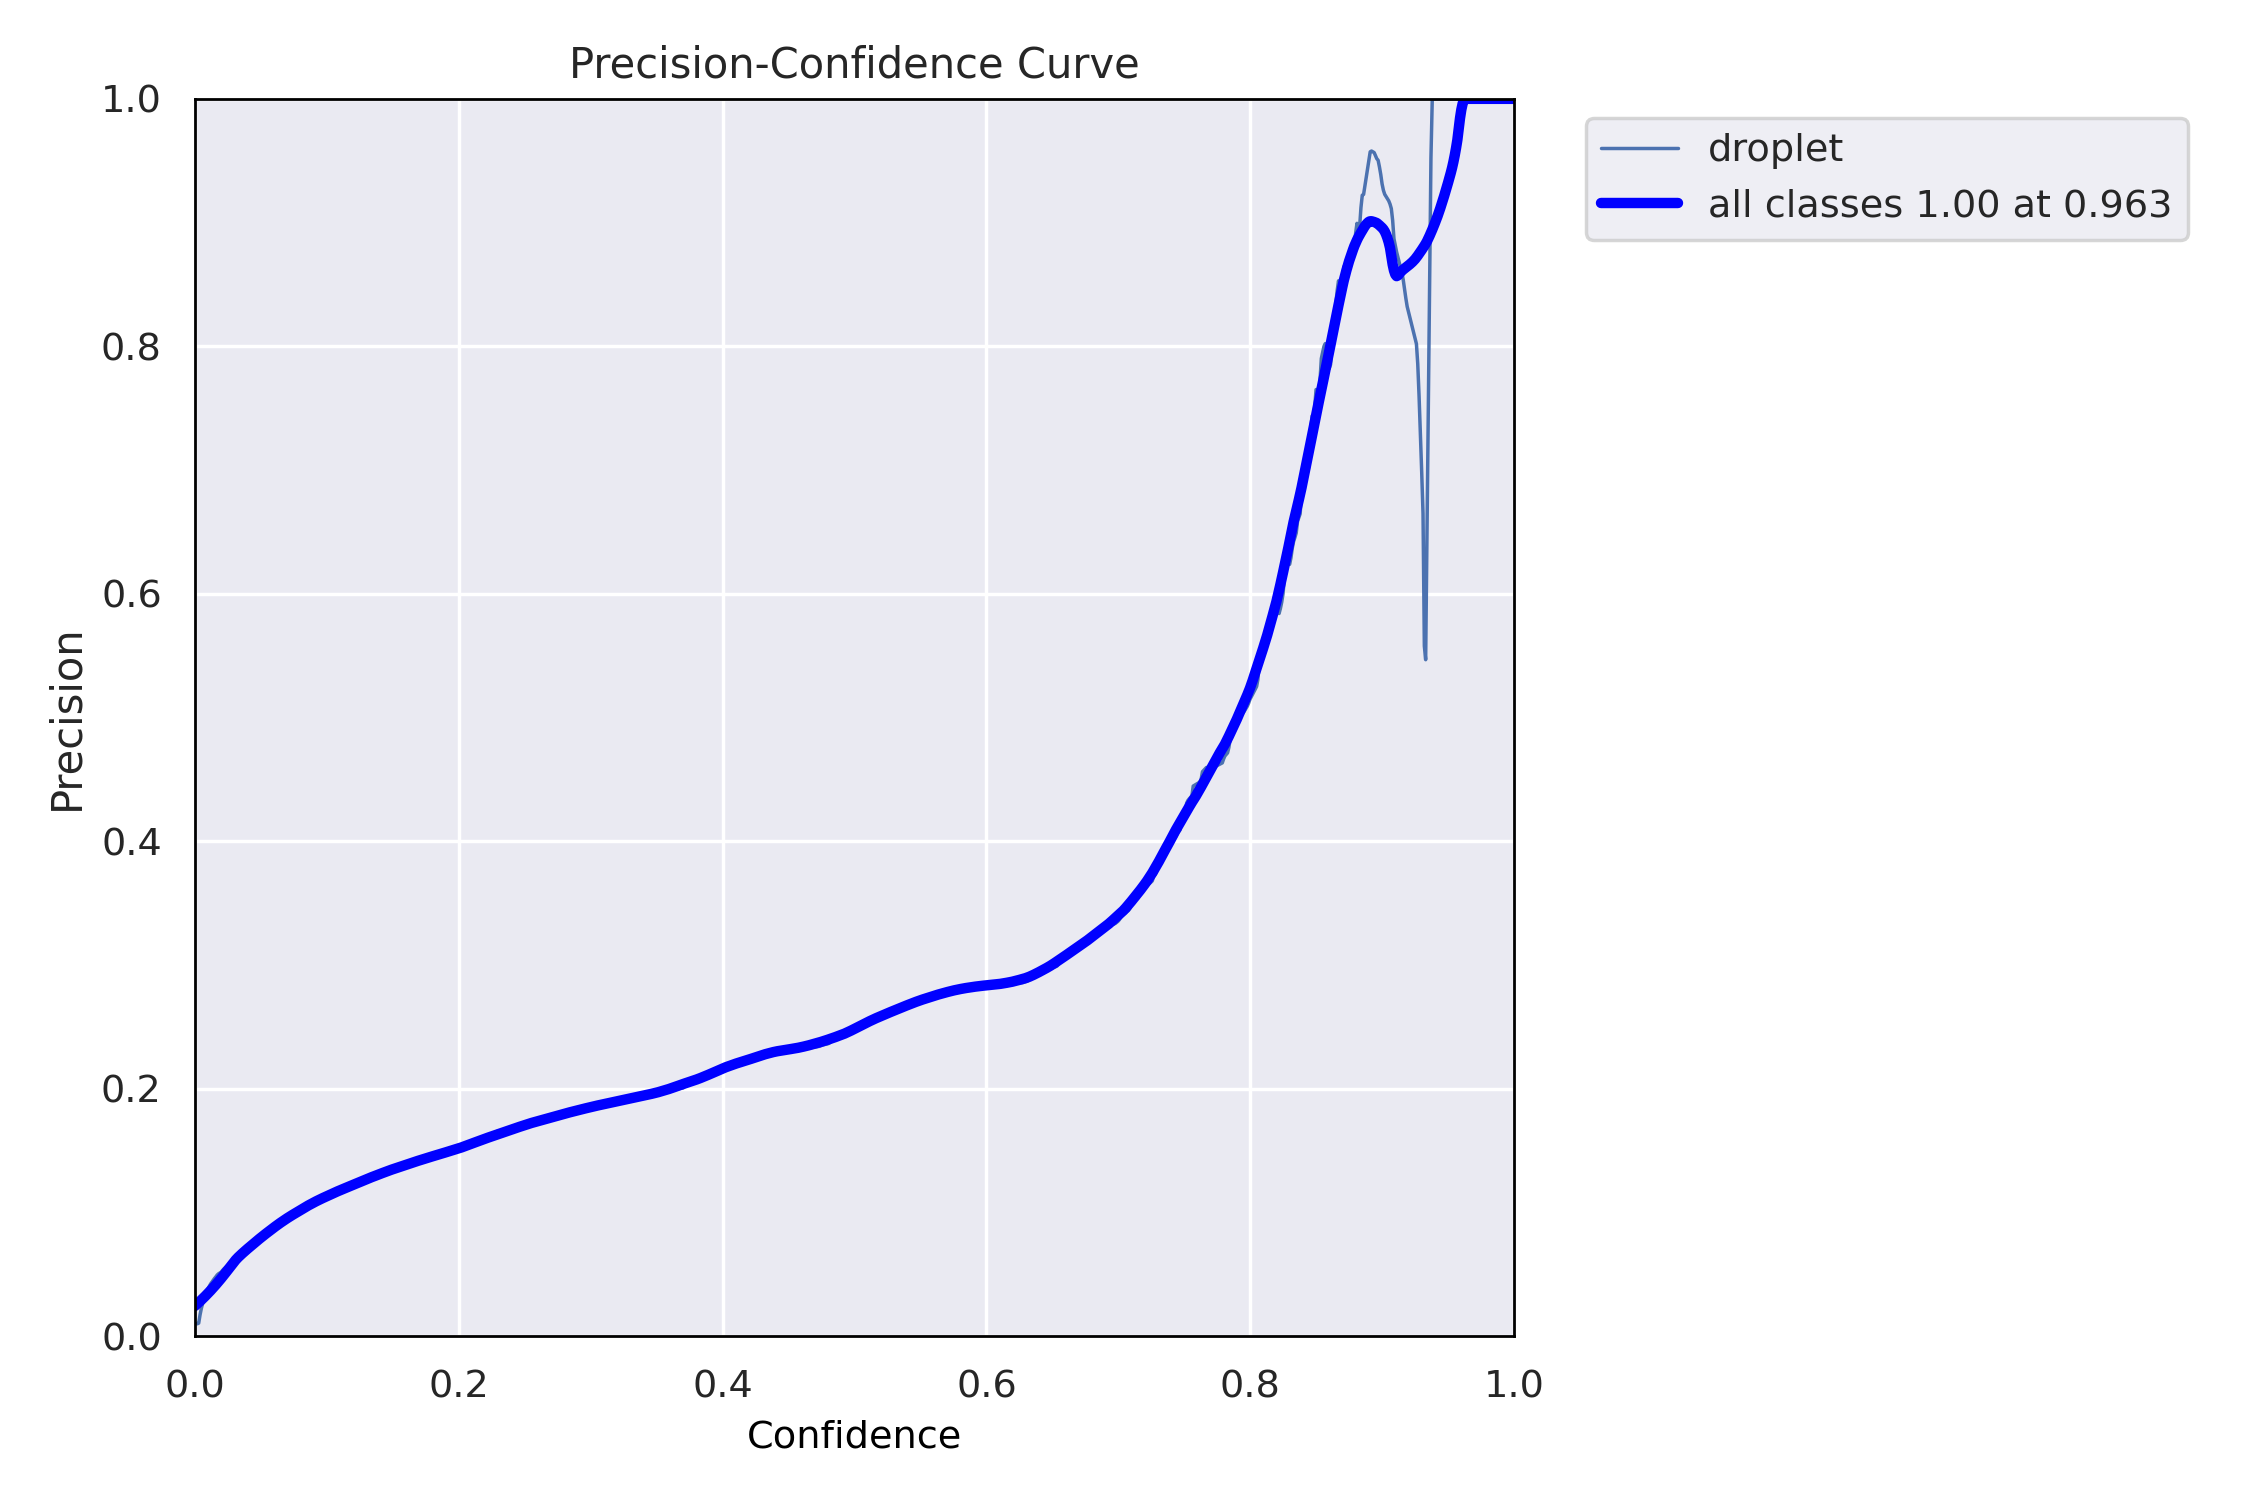 Precision-Confidence Curve
1.0
0.8
0.6
0.4
0.2
0.0
Precision
0.0 0.2 0.4 0.6 0.8 1.0
Confidence
droplet
all classes 1.00 at 0.963